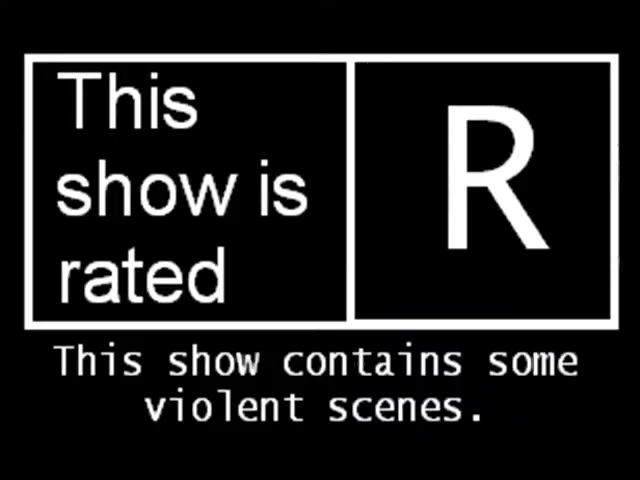 This
show is
rated
R
This show contains some
violent scenes.